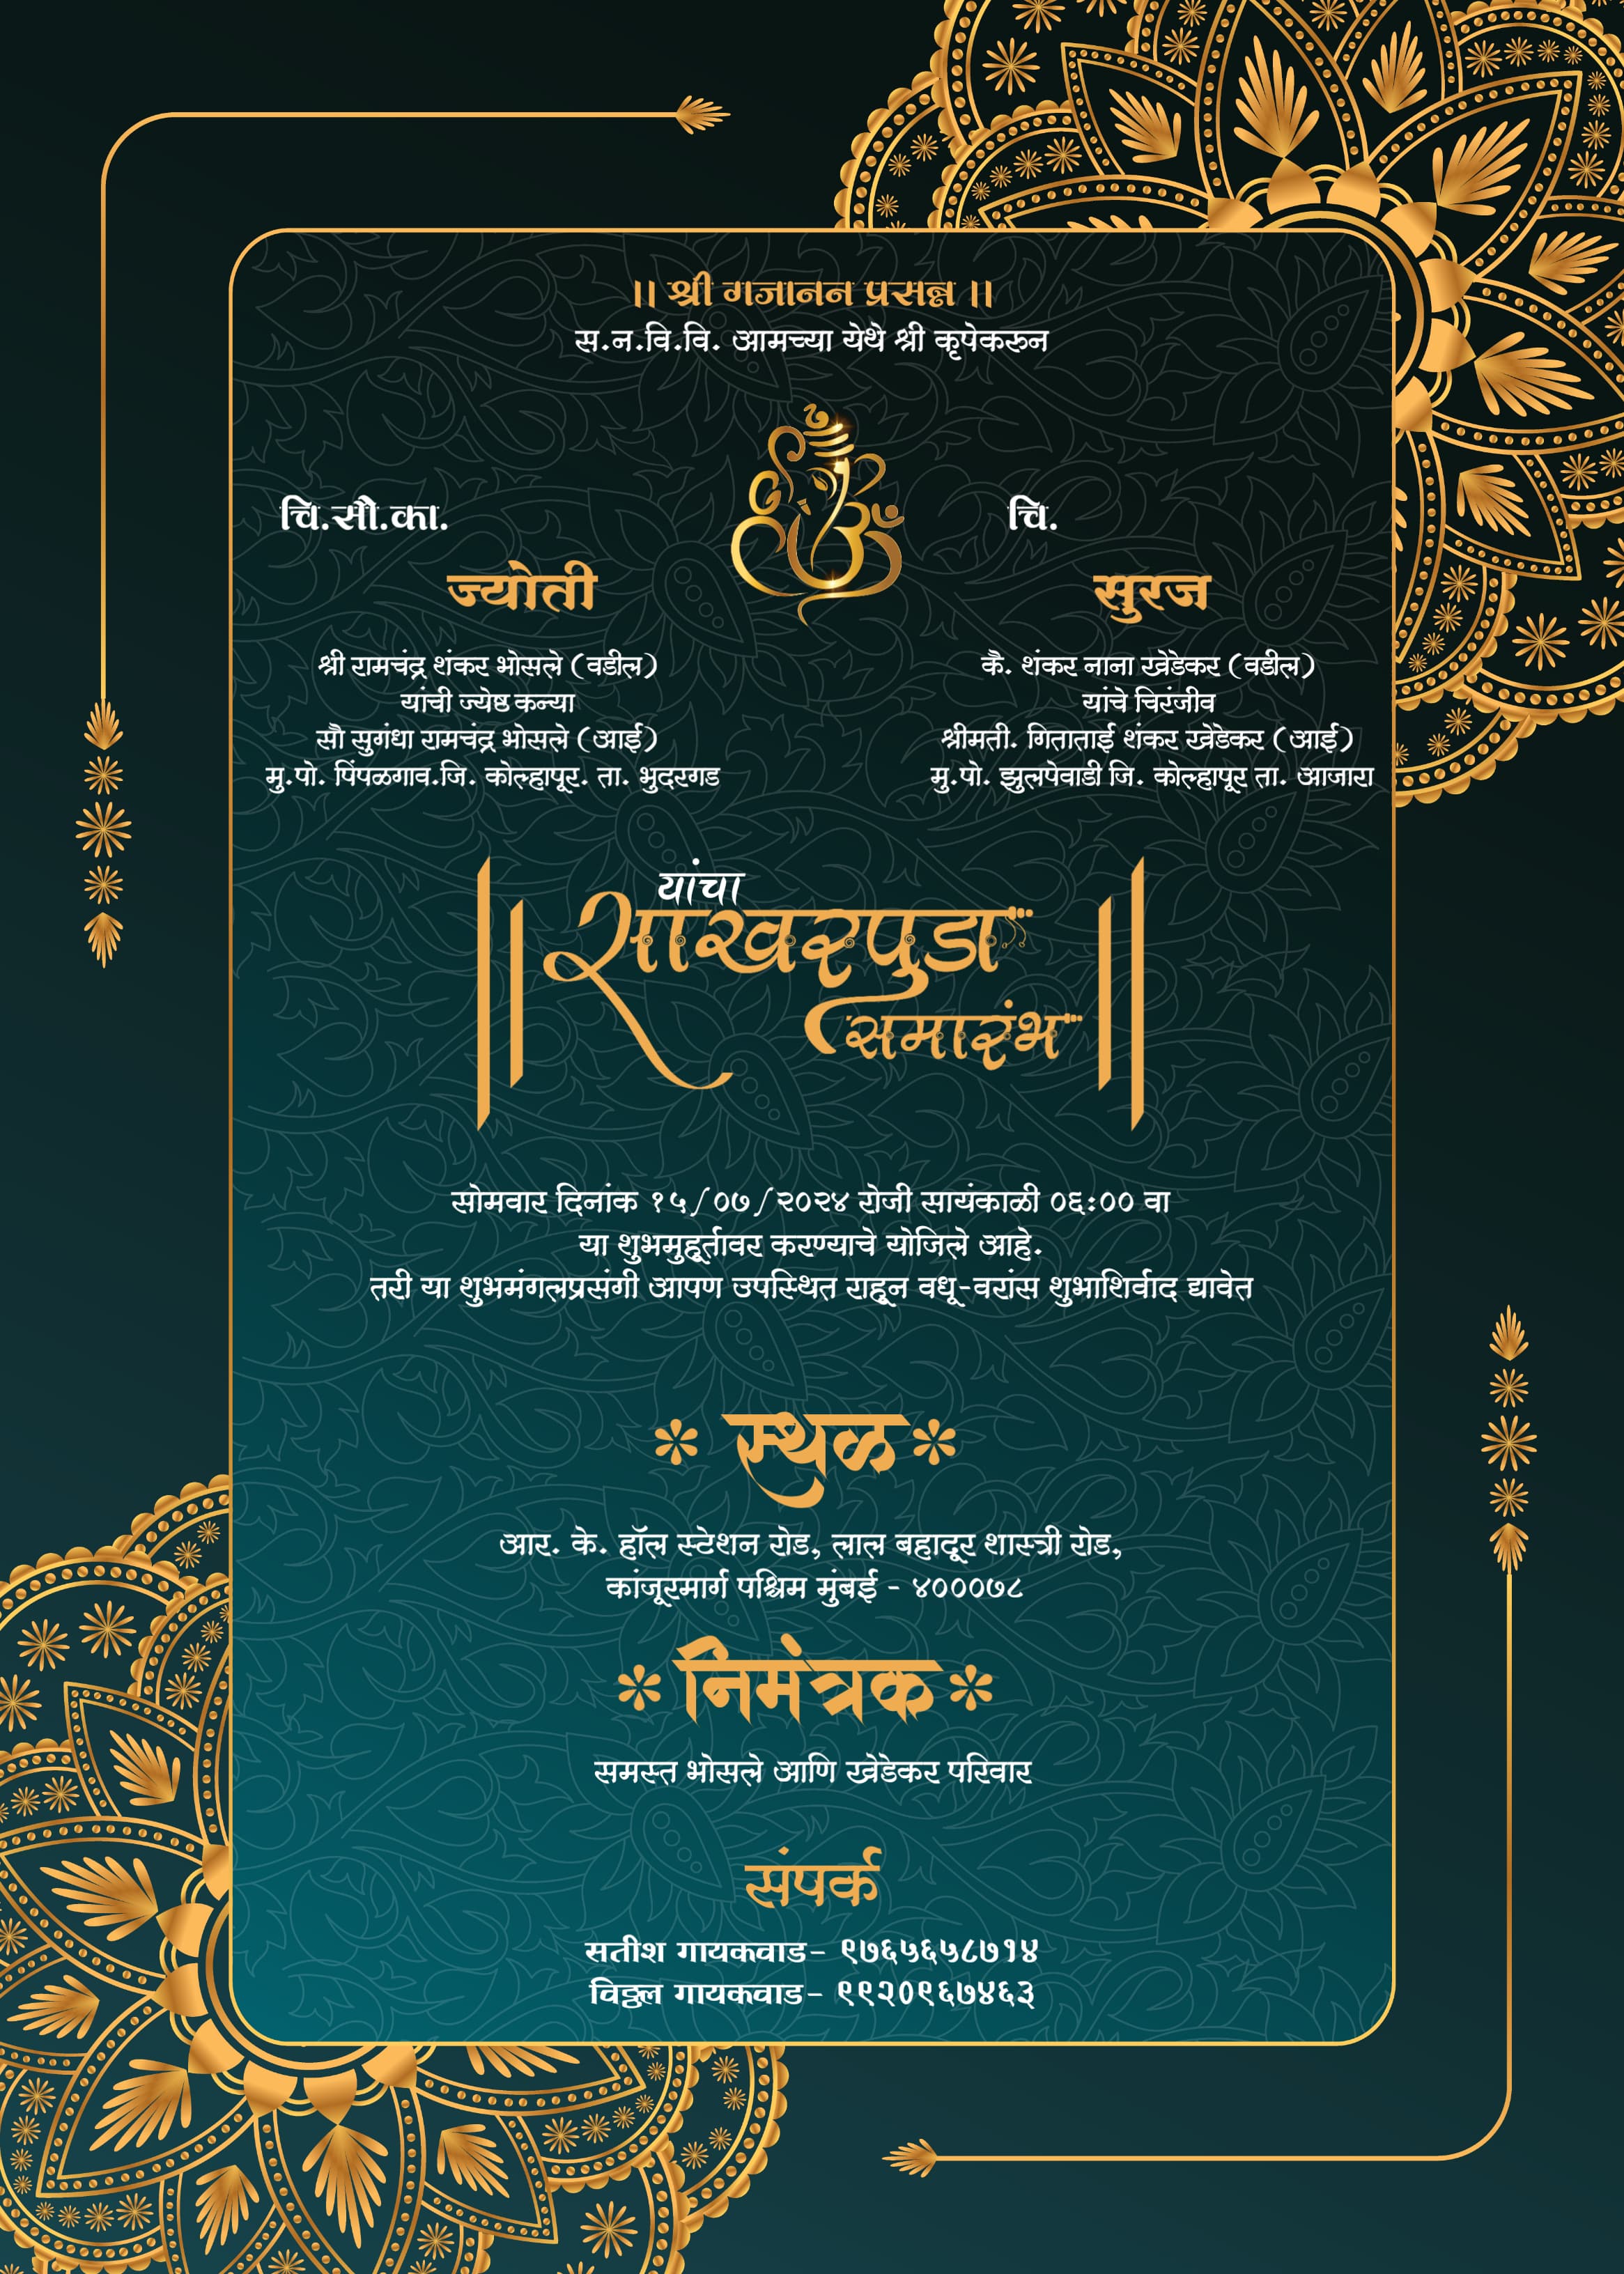 || श्री गजानन प्रसन्न ||
स.न.वि.वि. आमच्या येथे श्री कृपेकरुन
चि.सौ.का.
ज्योती
श्री रामचंद्र शंकर भोसले (वडील)
यांची ज्येष्ठ कन्या
सौ सुगंधा रामचंद्र भोसले (आई)
मु.पो. पिंपळगाव.जि. कोल्हापूर. ता. भुदरगड
चि.
सुरज
कै. शंकर नाना खेडेकर (वडील)
यांचे चिरंजीव
श्रीमती. गिताताई शंकर खेडेकर (आई)
मु.पो. झुलपेवाडी जि. कोल्हापूर ता. आजारा
यांचा
साखरपुडा
समारंभ
सोमवार दिनांक १५/०७/२०२४ रोजी सायंकाळी ०६:०० वा
या शुभमुहूर्तावर करण्याचे योजिले आहे.
तरी या शुभमंगलप्रसंगी आपण उपस्थित राहून वधू-वरांस शुभाशिर्वाद द्यावेत
स्थळ
आर. के. हॉल स्टेशन रोड, लाल बहादूर शास्त्री रोड,
कांजूरमार्ग पश्चिम मुंबई - ४०००७८
निमंत्रक
समस्त भोसले आणि खेडेकर परिवार
संपर्क
सतीश गायकवाड- ९७६५६५८७१४
विठ्ठल गायकवाड- ९९२०९६७४६३